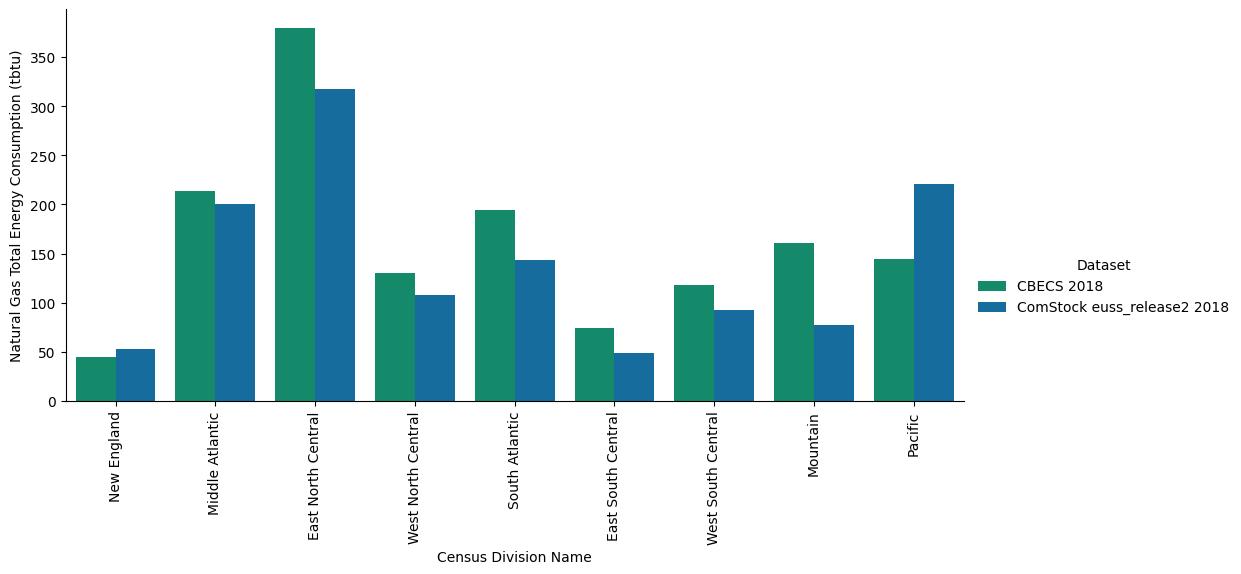 Natural Gas Total Energy Consumption (tbtu)
350
300
250
200
150
100
50
0
New England
Middle Atlantic
East North Central
West North Central
South Atlantic
East South Central
West South Central
Mountain
Pacific
Census Division Name
Dataset
CBECS 2018
ComStock euss_release2 2018